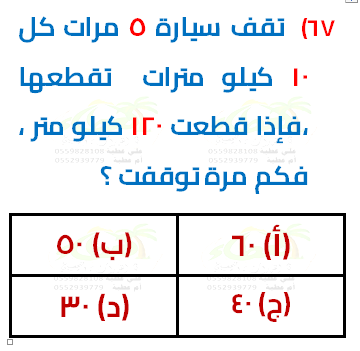 ٦٧) تقف سيارة ٥ مرات كل
١٠ كيلو مترات تقطعها
،فإذا قطعت ١٢٠ كيلو متر ،
فكم مرة توقفت ؟
(أ) ٦٠ (ب) ٥٠
(ج) ٤٠ (د) ٣٠